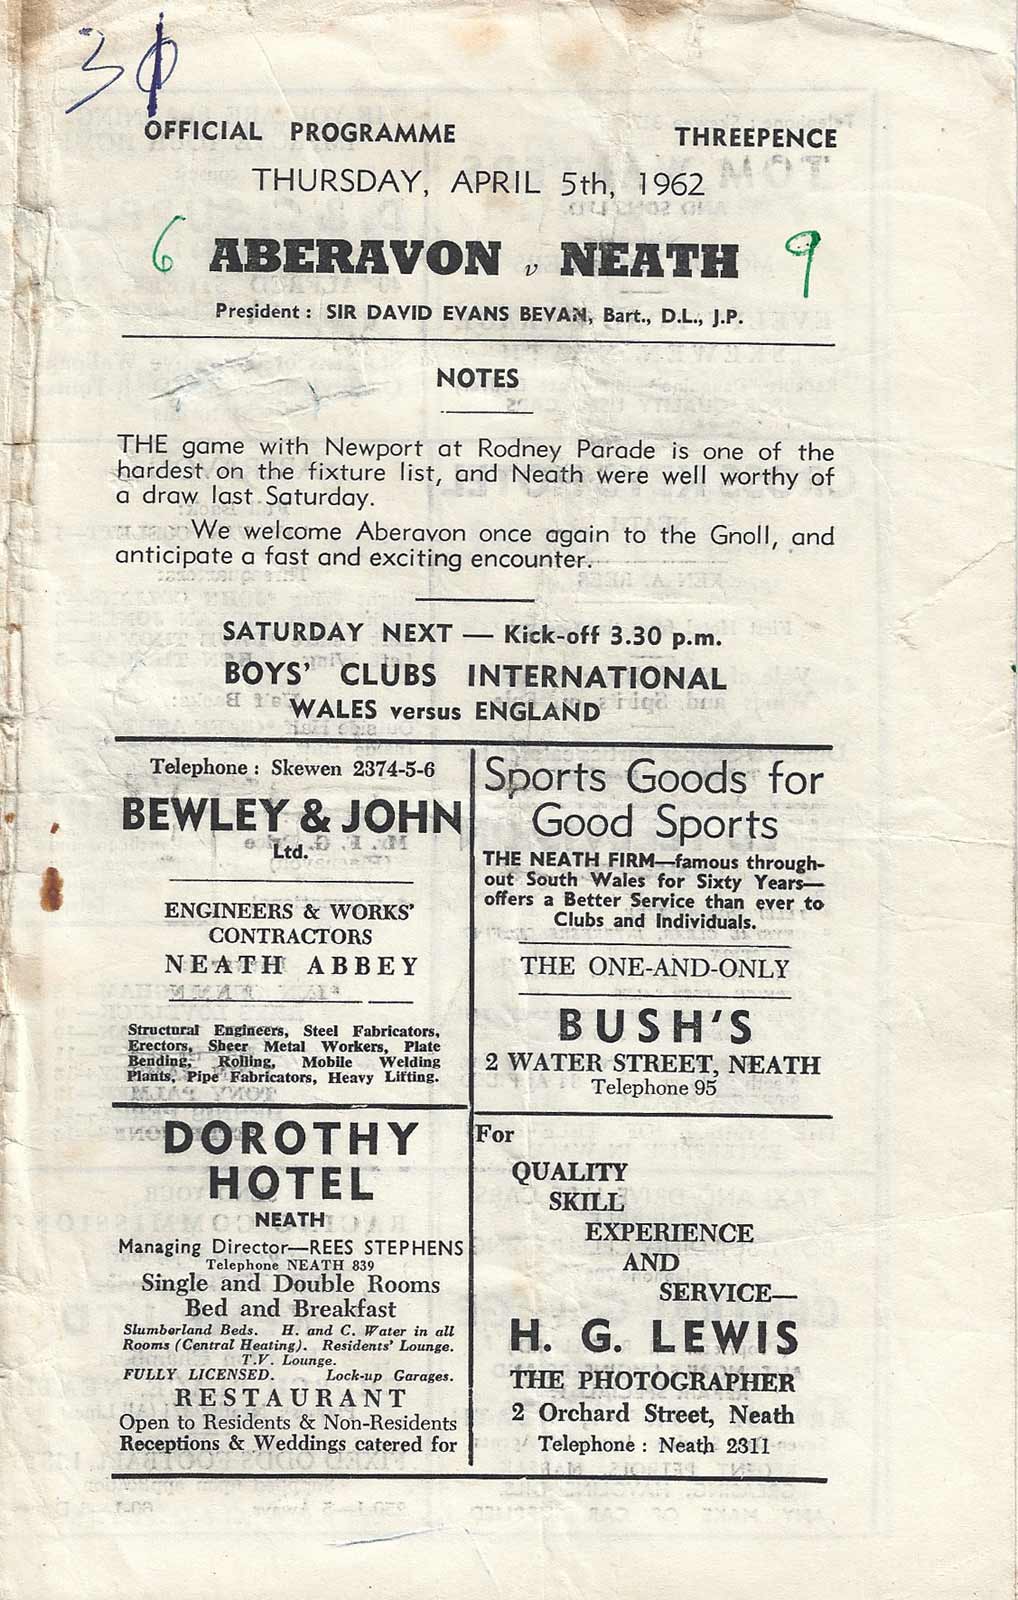 OFFICIAL PROGRAMME THREEPENCE
THURSDAY, APRIL 5th, 1962
6 ABERAVON v NEATH 9
President : SIR DAVID EVANS BEVAN, Bart., D.L., J.P.
NOTES
THE game with Newport at Rodney Parade is one of the
hardest on the fixture list, and Neath were well worthy of
a draw last Saturday.
We welcome Aberavon once again to the Gnoll, and
anticipate a fast and exciting encounter.
SATURDAY NEXT — Kick-off 3.30 p.m.
BOYS' CLUBS INTERNATIONAL
WALES versus ENGLAND
Telephone : Skewen 2374-5-6
BEWLEY & JOHN
Ltd.
ENGINEERS & WORKS'
CONTRACTORS
NEATH ABBEY
Structural Engineers, Steel Fabricators,
Erectors, Sheer Metal Workers, Plate
Bending, Rolling, Mobile Welding
Plants, Pipe Fabricators, Heavy Lifting.
Sports Goods for
Good Sports
THE NEATH FIRM—famous through-
out South Wales for Sixty Years—
offers a Better Service than ever to
Clubs and Individuals.
THE ONE-AND-ONLY
BUSH'S
2 WATER STREET, NEATH
Telephone 95
DOROTHY
HOTEL
NEATH
Managing Director—REES STEPHENS
Telephone NEATH 839
Single and Double Rooms
Bed and Breakfast
Slumberland Beds. H. and C. Water in all
Rooms (Central Heating). Residents' Lounge.
T.V. Lounge.
FULLY LICENSED. Lock-up Garages.
RESTAURANT
Open to Residents & Non-Residents
Receptions & Weddings catered for
For
QUALITY
SKILL
EXPERIENCE
AND
SERVICE—
H. G. LEWIS
THE PHOTOGRAPHER
2 Orchard Street, Neath
Telephone : Neath 2311